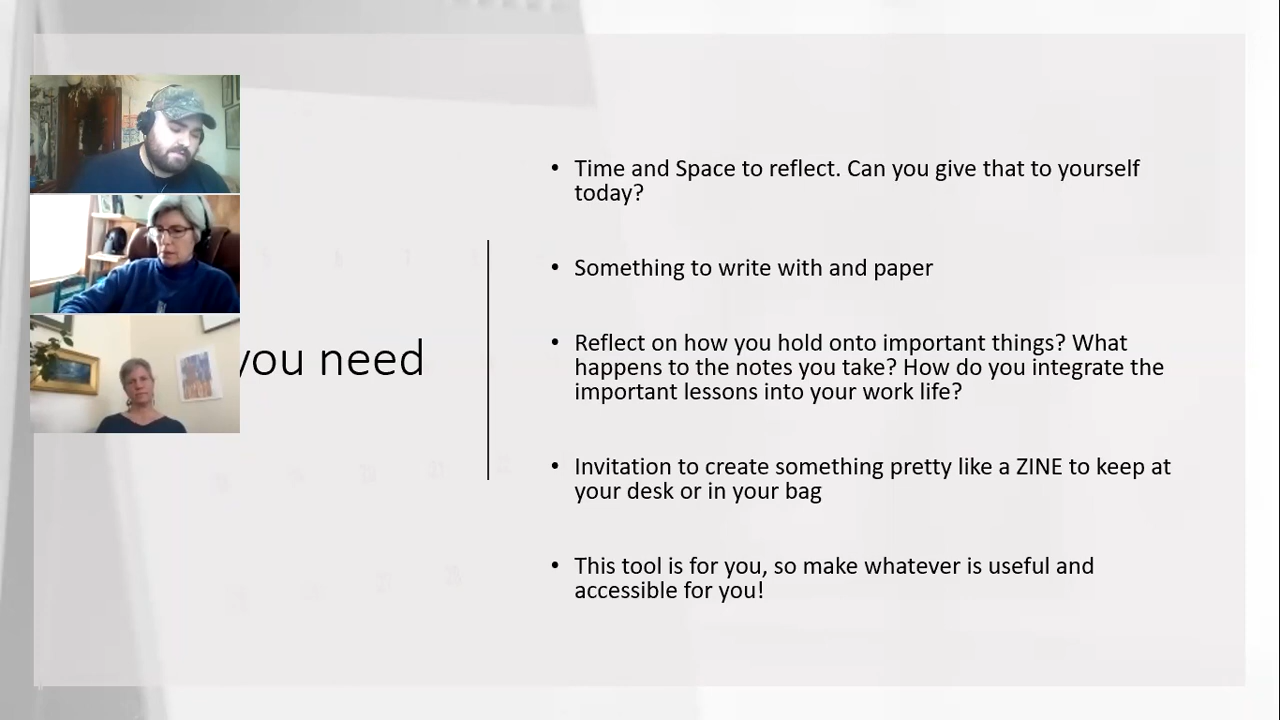 you need
• Time and Space to reflect. Can you give that to yourself
today?
• Something to write with and paper
• Reflect on how you hold onto important things? What
happens to the notes you take? How do you integrate the
important lessons into your work life?
• Invitation to create something pretty like a ZINE to keep at
your desk or in your bag
• This tool is for you, so make whatever is useful and
accessible for you!